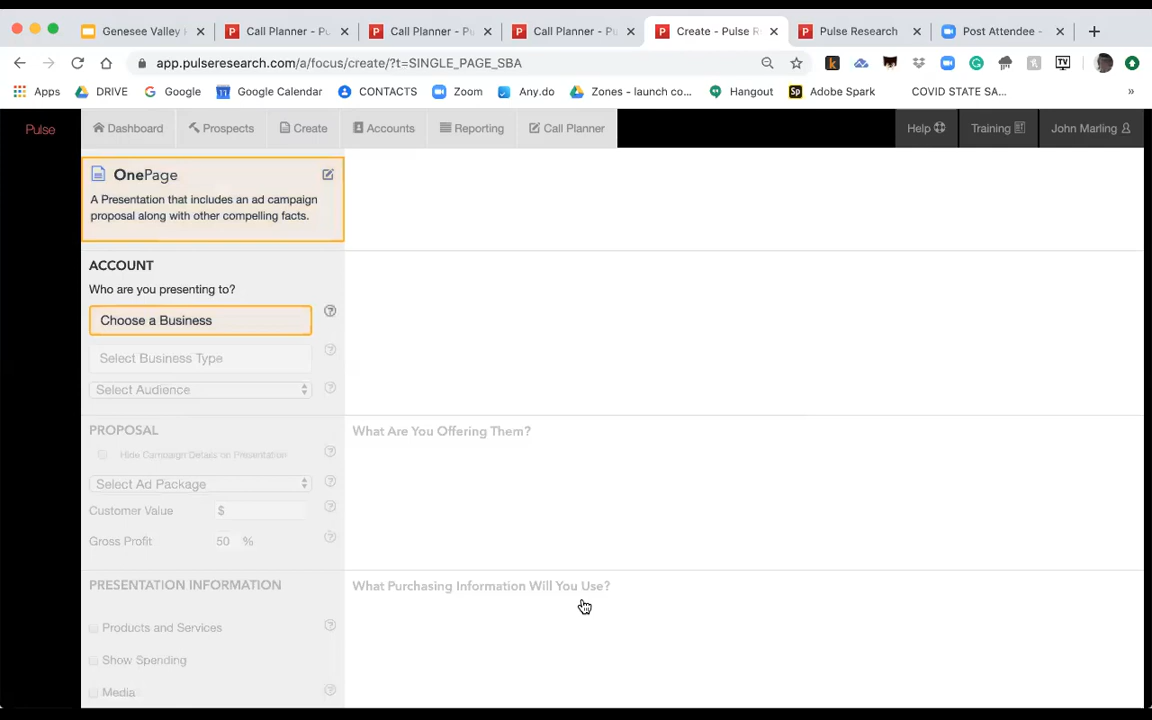 Genesee Valley
Call Planner - Pu
Call Planner - Pu
Call Planner - Pu
Create - Pulse R
Pulse Research
Post Attendee -
app.pulseresearch.com/a/focus/create/?t=SINGLE_PAGE_SBA
Apps
DRIVE
Google
Google Calendar
CONTACTS
Zoom
Any.do
Zones - launch co...
Hangout
Adobe Spark
COVID STATE SA...
»
Pulse
Dashboard
Prospects
Create
Accounts
Reporting
Call Planner
Help
Training
John Marling
OnePage
A Presentation that includes an ad campaign
proposal along with other compelling facts.
ACCOUNT
Who are you presenting to?
Choose a Business
Select Business Type
Select Audience
PROPOSAL
What Are You Offering Them?
Hide Campaign Details on Presentation
Select Ad Package
Customer Value $
Gross Profit 50 %
PRESENTATION INFORMATION
What Purchasing Information Will You Use?
Products and Services
Show Spending
Media